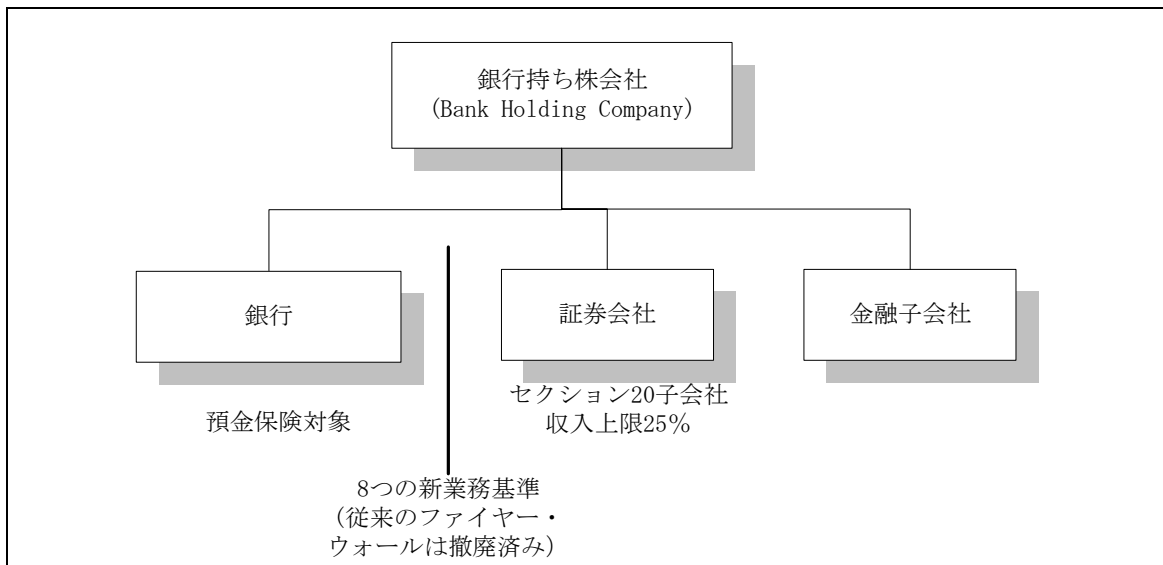 銀行持ち株会社
(Bank Holding Company)
銀行
証券会社
金融子会社
預金保険対象
セクション20子会社
収入上限25%
8つの新業務基準
(従来のファイヤー・
ウォールは撤廃済み)